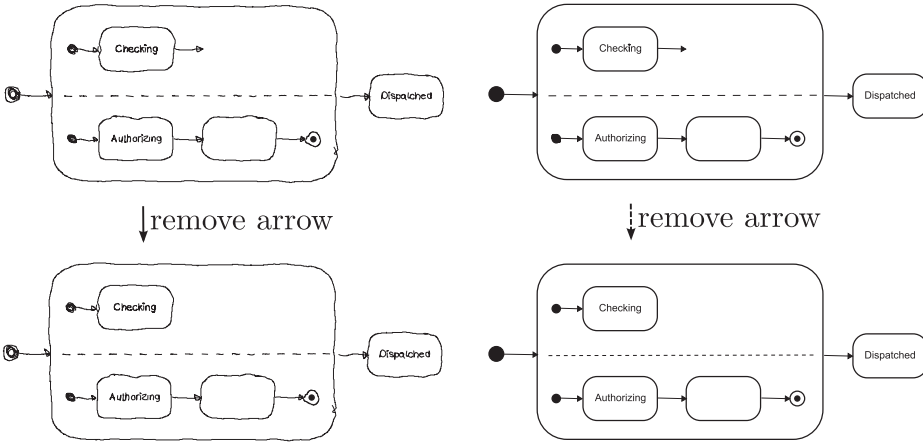 Checking
Dispatched
Authorizing
Checking
Dispatched
Authorizing
remove arrow
remove arrow
Checking
Dispatched
Authorizing
Checking
Dispatched
Authorizing